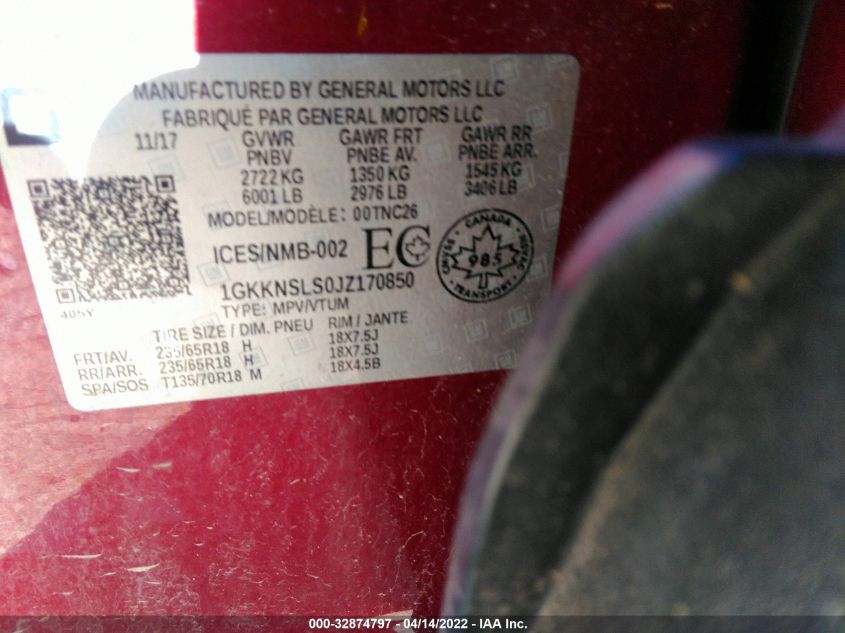 MANUFACTURED BY GENERAL MOTORS LLC
FABRIQUÉ PAR GENERAL MOTORS LLC
11/17 GVWR GAWR FRT GAWR RR
PNBV PNBE AV. PNBE ARR.
2722 KG 1350 KG 1545 KG
6001 LB 2976 LB 3406 LB
MODEL/MODÈLE: 00TNC26
ICES/NMB-002 EC
CANADA
985
TRANSPORT
1GKKNSLS0JZ170850
405Y
TYPE: MPV/VTUM
TIRE SIZE / DIM. PNEU RIM / JANTE
FRT/AV. 235/65R18 H 18X7.5J
RR/ARR. 235/65R18 H 18X7.5J
SPA/SOS T135/70R18 M 18X4.5B
000-32874797 - 04/14/2022 - IAA Inc.